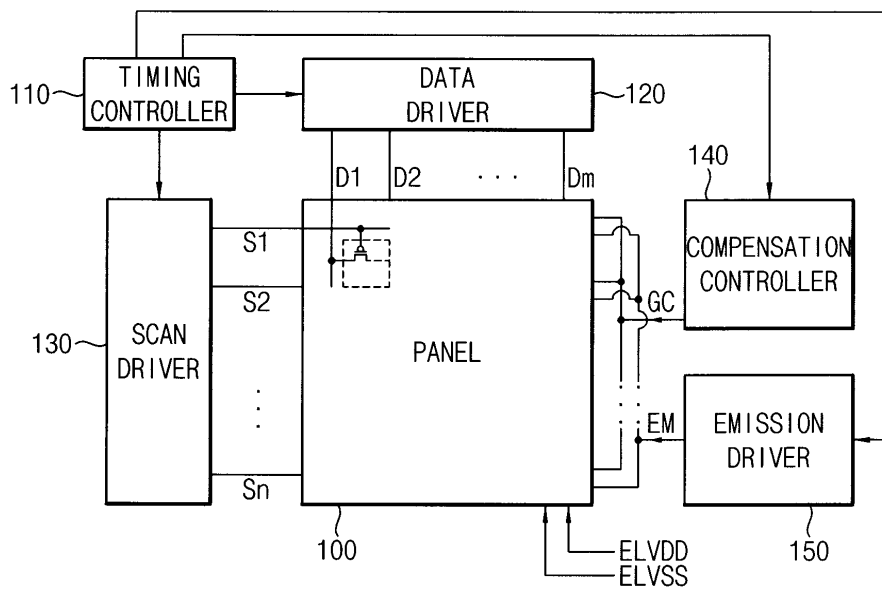 110
TIMING
CONTROLLER
DATA
DRIVER
120
D1
D2
. . .
Dm
140
COMPENSATION
CONTROLLER
S1
S2
GC
130
SCAN
DRIVER
PANEL
EM
EMISSION
DRIVER
Sn
100
150
ELVDD
ELVSS